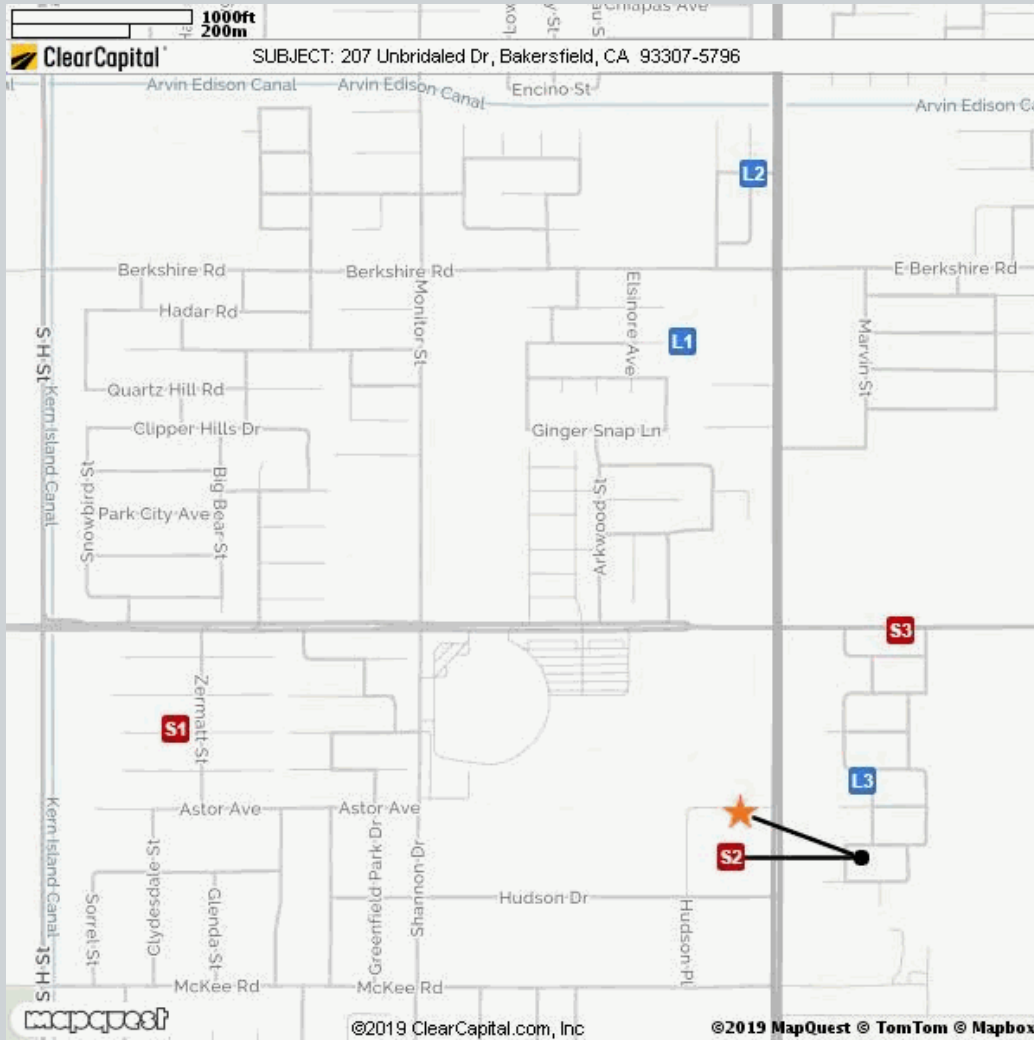 1000ft
200m
Chiapas Ave
ClearCapital
SUBJECT: 207 Unbridaled Dr, Bakersfield, CA 93307-5796
Arvin Edison Canal
Arvin Edison Canal
Encino St
Arvin Edison Ca
L2
Berkshire Rd
Berkshire Rd
E Berkshire Rd
Hadar Rd
Monitor St
Elsinore Ave
S H St
L1
Marvin St
Quartz Hill Rd
Kern Island Canal
Clipper Hills Dr
Ginger Snap Ln
Snowbird St
Big Bear St
Park City Ave
Arkwood St
S3
Zermatt St
S1
L3
Kern Island Canal
Astor Ave
Astor Ave
S2
Clydesdale St
Greenfield Park Dr
Shannon Dr
Hudson Dr
Sorrel St
Glenda St
Hudson Pl
S H St
McKee Rd
McKee Rd
mapquest
©2019 ClearCapital.com, Inc
©2019 MapQuest © TomTom © Mapbox